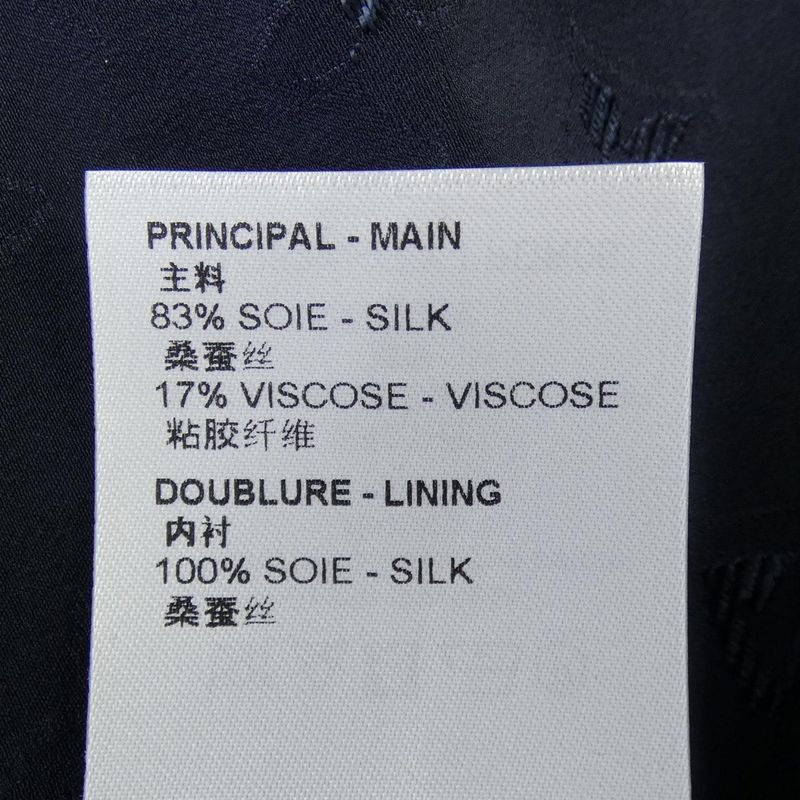 PRINCIPAL - MAIN
主料
83% SOIE - SILK
桑蚕丝
17% VISCOSE - VISCOSE
粘胶纤维
DOUBLURE - LINING
内衬
100% SOIE - SILK
桑蚕丝